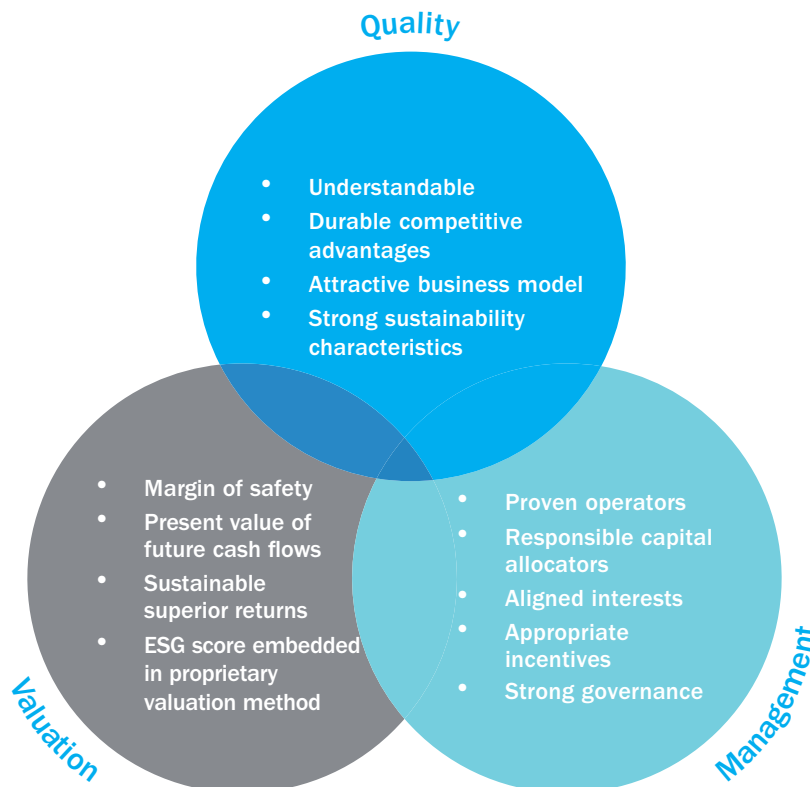 Quality
• Understandable
• Durable competitive
advantages
• Attractive business model
• Strong sustainability
characteristics
• Margin of safety
• Present value of
future cash flows
• Sustainable
superior returns
• ESG score embedded
in proprietary
valuation method
Valuation
• Proven operators
• Responsible capital
allocators
• Aligned interests
• Appropriate
incentives
• Strong governance
Management